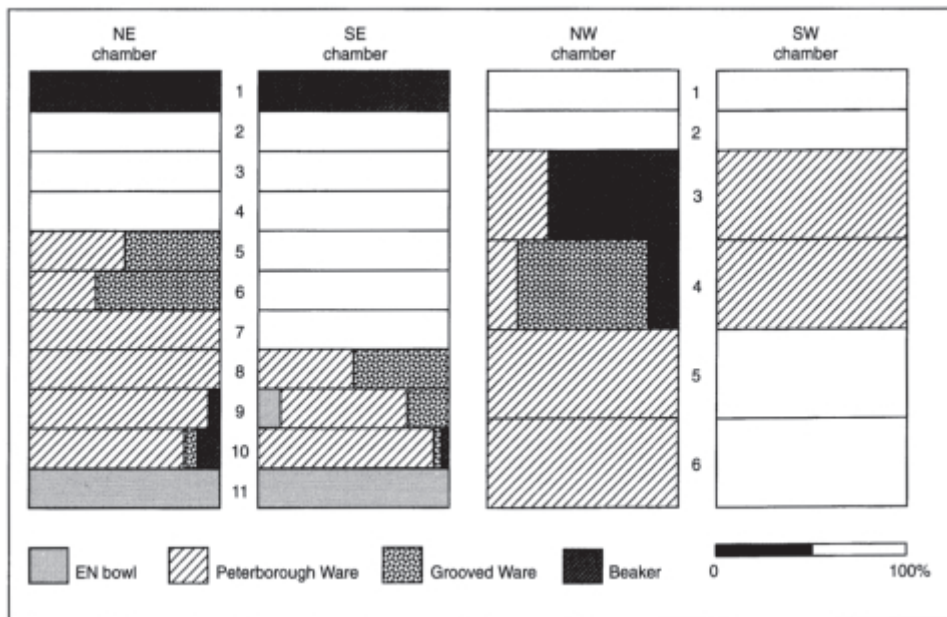 NE chamber
SE chamber
NW chamber
SW chamber
1
2
3
4
5
6
7
8
9
10
11
1
2
3
4
5
6
EN bowl
Peterborough Ware
Grooved Ware
Beaker
0
100%